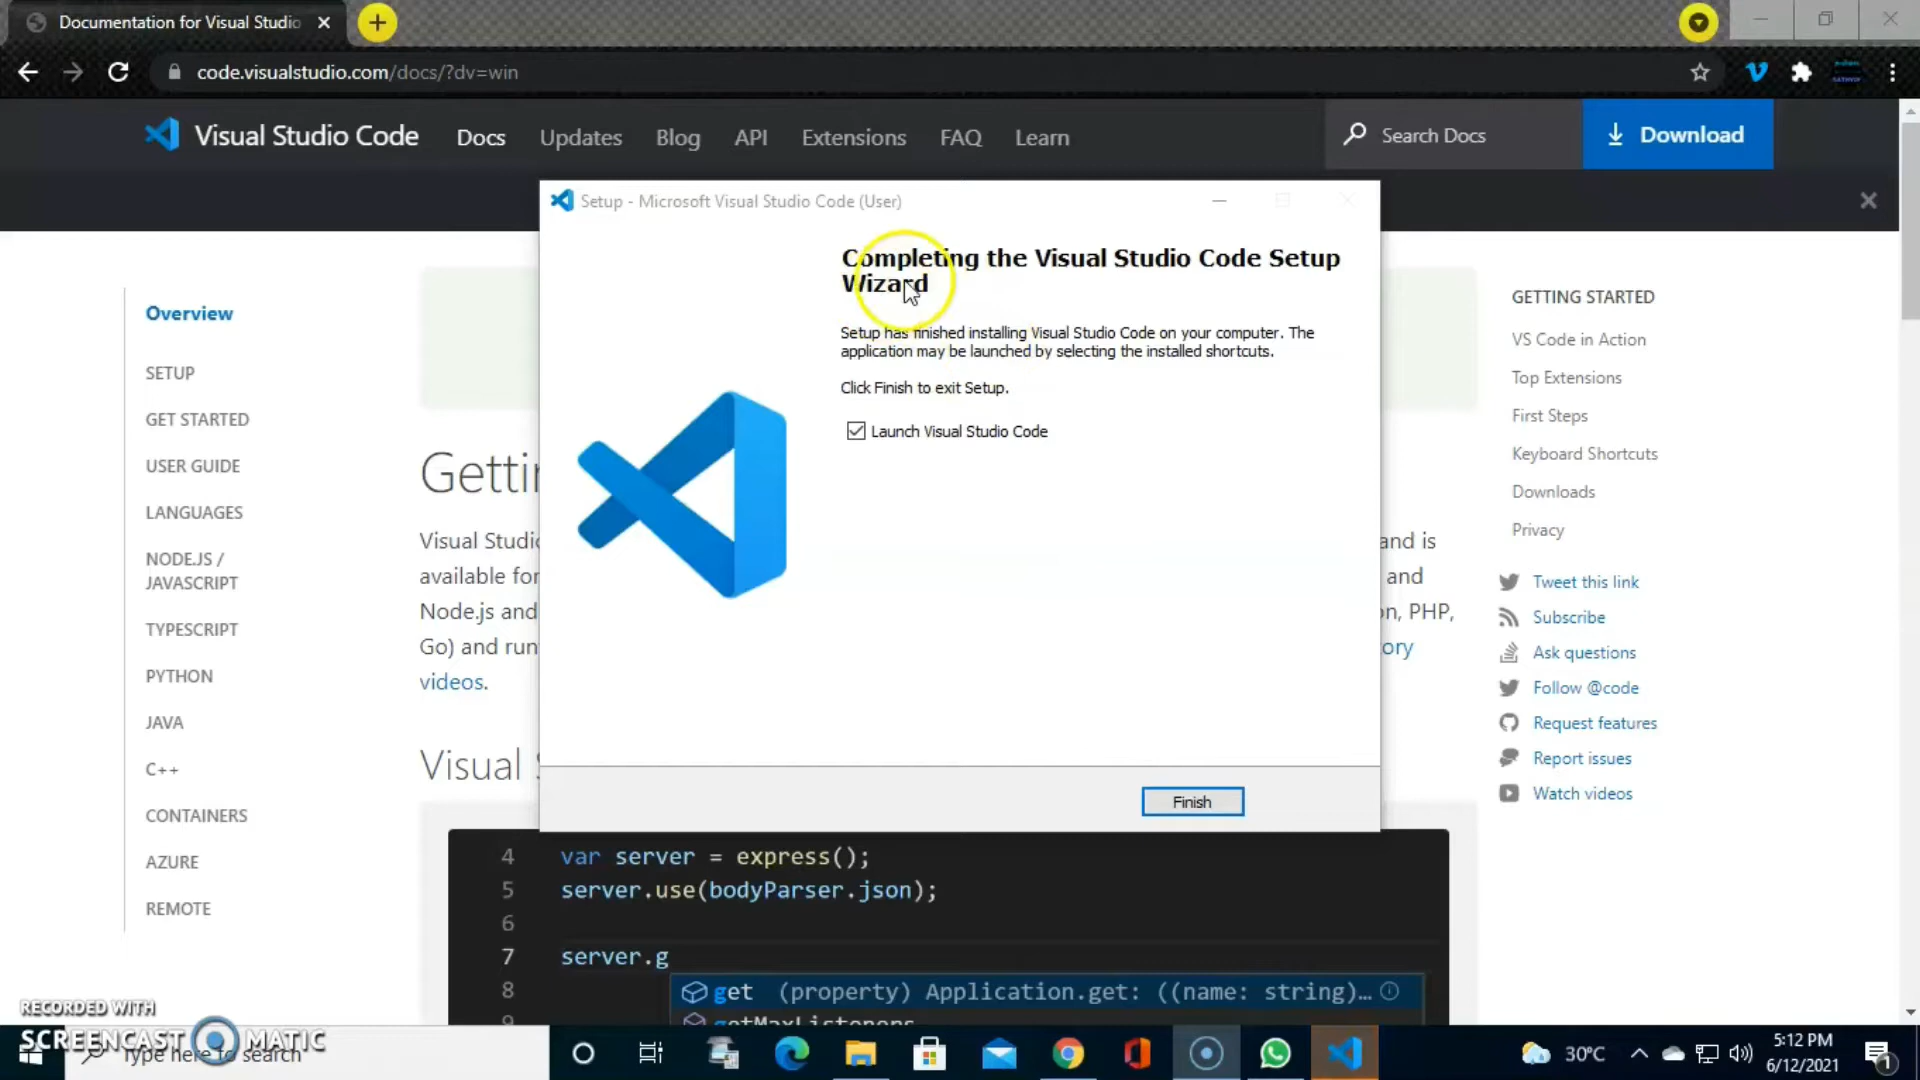 Documentation for Visual Studio
code.visualstudio.com/docs/?dv=win
Visual Studio Code
Docs
Updates
Blog
API
Extensions
FAQ
Learn
Search Docs
Download
Setup - Microsoft Visual Studio Code (User)
Completing the Visual Studio Code Setup
Wizard
Setup has finished installing Visual Studio Code on your computer. The
application may be launched by selecting the installed shortcuts.
Click Finish to exit Setup.
Launch Visual Studio Code
Finish
Overview
SETUP
GET STARTED
USER GUIDE
LANGUAGES
NODE.JS /
JAVASCRIPT
TYPESCRIPT
PYTHON
JAVA
C++
CONTAINERS
AZURE
REMOTE
Getti
Visual Studi and is
available for and
Node.js and on, PHP,
Go) and run ory
videos.
Visual
GETTING STARTED
VS Code in Action
Top Extensions
First Steps
Keyboard Shortcuts
Downloads
Privacy
Tweet this link
Subscribe
Ask questions
Follow @code
Request features
Report issues
Watch videos
4 var server = express();
5 server.use(bodyParser.json);
6
7 server.g
8 get (property) Application.get: ((name: string)...
9 getMaxListeners
RECORDED WITH
SCREENCAST MATIC
Type here to search
30°C
5:12 PM
6/12/2021
1